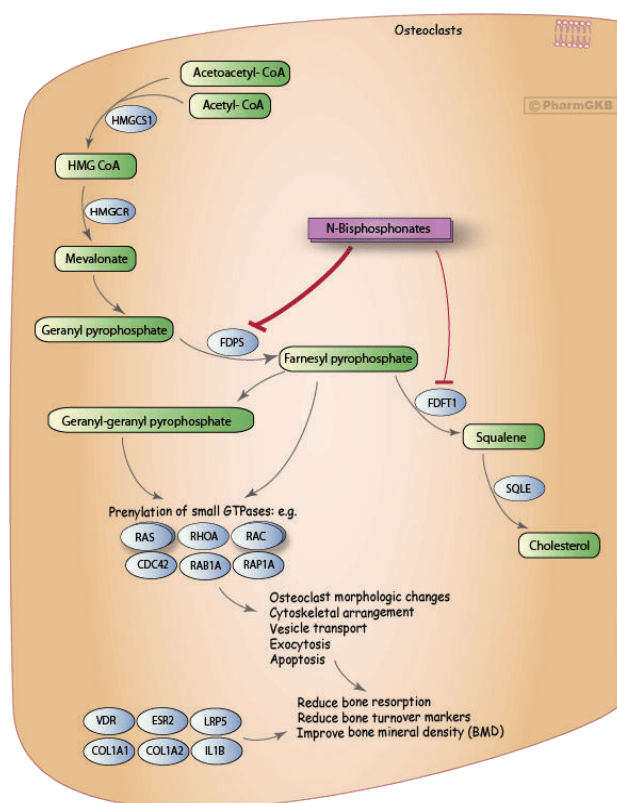 Osteoclasts
© PharmGKB
Acetoacetyl- CoA
Acetyl- CoA
HMGCS1
HMG CoA
HMGCR
Mevalonate
N-Bisphosphonates
Geranyl pyrophosphate
FDPS
Farnesyl pyrophosphate
FDFT1
Geranyl-geranyl pyrophosphate
Squalene
SQLE
Cholesterol
Prenylation of small GTPases: e.g.
RAS RHOA RAC
CDC42 RAB1A RAP1A
Osteoclast morphologic changes
Cytoskeletal arrangement
Vesicle transport
Exocytosis
Apoptosis
Reduce bone resorption
Reduce bone turnover markers
Improve bone mineral density (BMD)
VDR ESR2 LRP5
COL1A1 COL1A2 IL1B